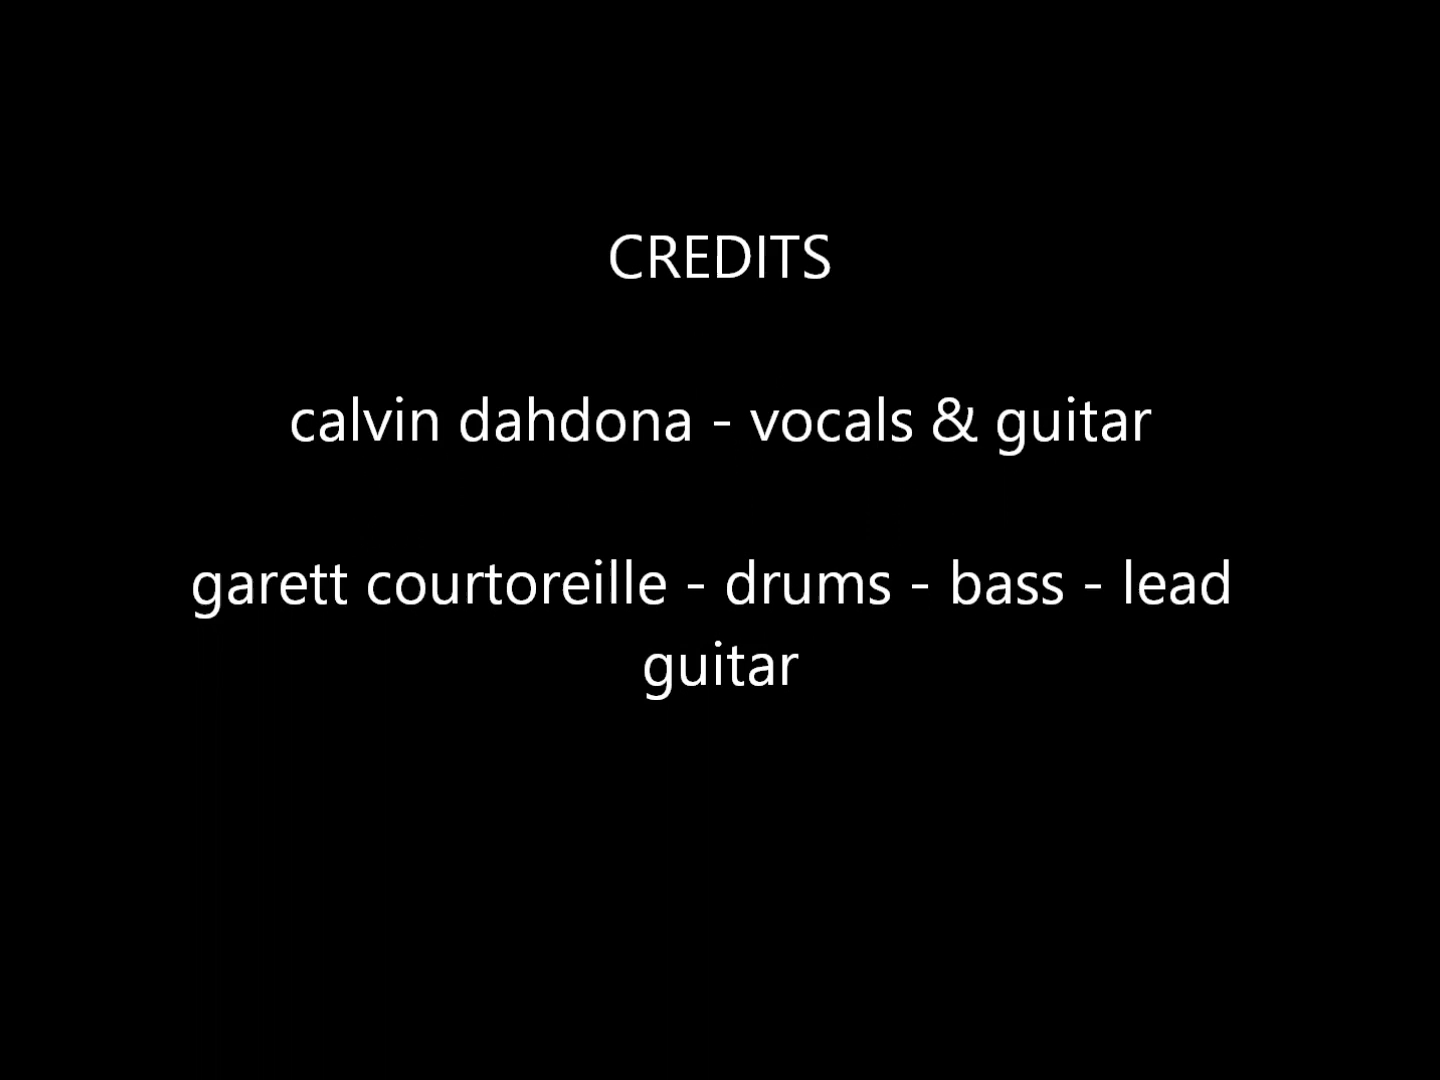 CREDITS
calvin dahdona - vocals & guitar
garett courtoreille - drums - bass - lead
guitar